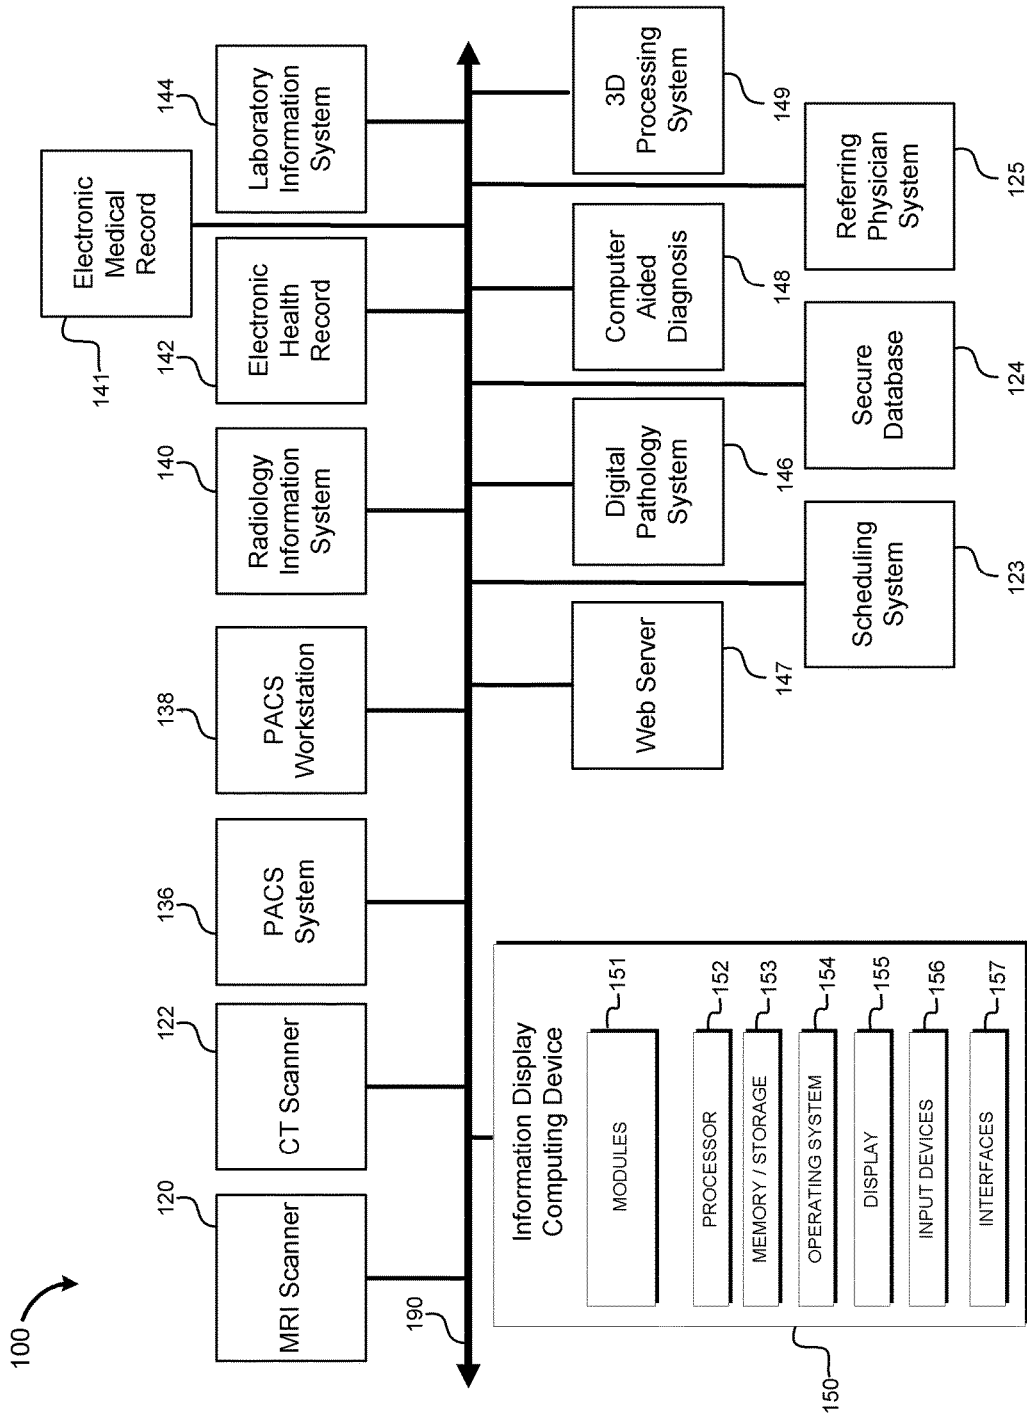 100
120
MRI Scanner
122
CT Scanner
136
PACS
System
138
PACS
Workstation
140
Radiology
Information
System
142
Electronic
Health
Record
141
Electronic
Medical
Record
144
Laboratory
Information
System
190
Information Display
Computing Device
MODULES
151
PROCESSOR
152
MEMORY / STORAGE
153
OPERATING SYSTEM
154
DISPLAY
155
INPUT DEVICES
156
INTERFACES
157
150
Web Server
147
Digital
Pathology
System
146
Computer
Aided
Diagnosis
148
3D
Processing
System
149
Scheduling
System
123
Secure
Database
124
Referring
Physician
System
125